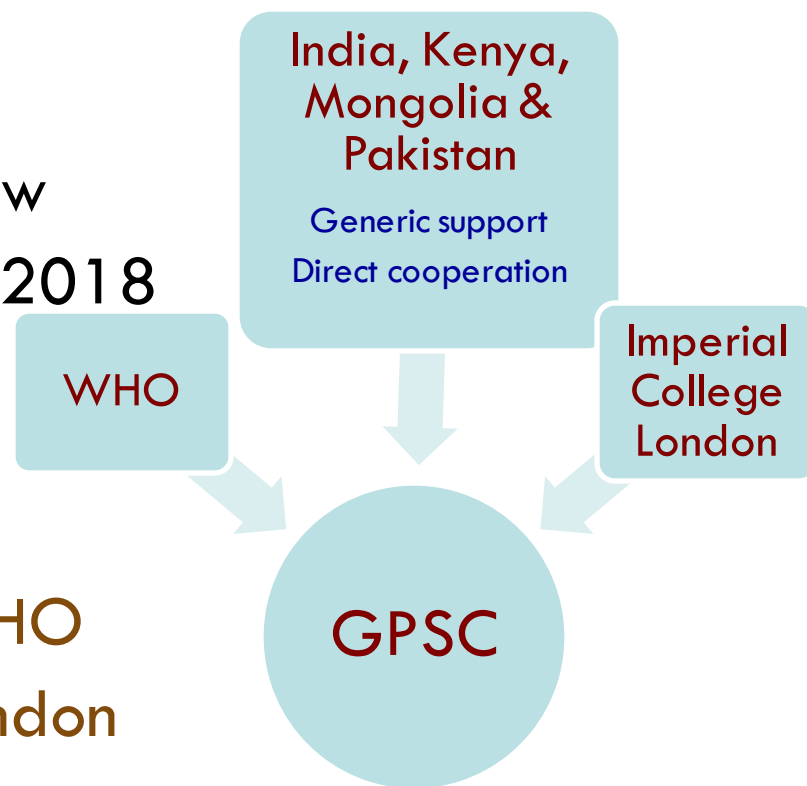 India, Kenya,
Mongolia &
Pakistan
Generic support
Direct cooperation
w
2018
WHO
Imperial
College
London
GPSC
HO
ndon